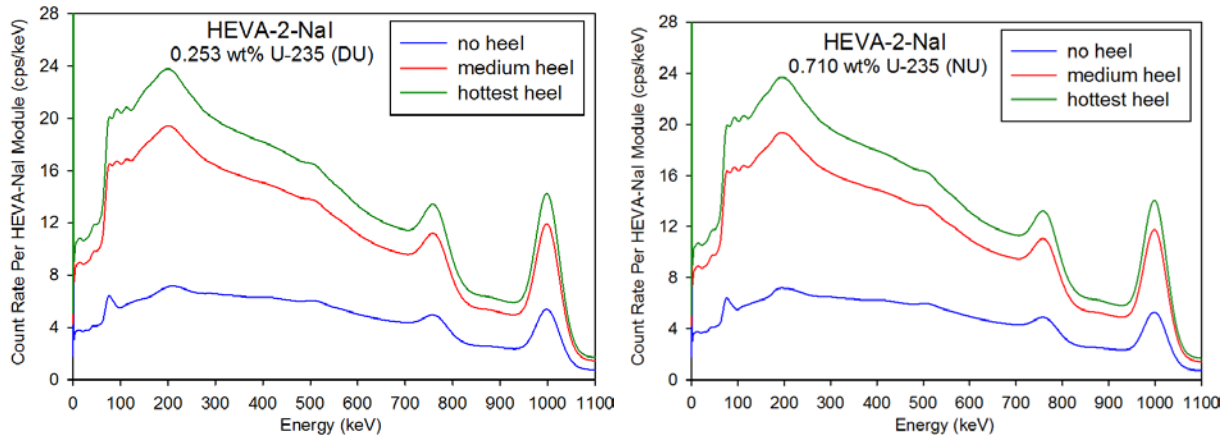 HEVA-2-NaI
0.253 wt% U-235 (DU)
no heel
medium heel
hottest heel
Count Rate Per HEVA-NaI Module (cps/keV)
28
24
20
16
12
8
4
0
0 100 200 300 400 500 600 700 800 900 1000 1100
Energy (keV)
HEVA-2-NaI
0.710 wt% U-235 (NU)
no heel
medium heel
hottest heel
Count Rate Per HEVA-NaI Module (cps/keV)
28
24
20
16
12
8
4
0
0 100 200 300 400 500 600 700 800 900 1000 1100
Energy (keV)